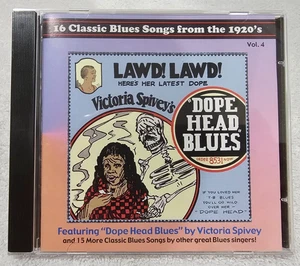 16 Classic Blues Songs from the 1920's
Vol. 4
LAWD! LAWD!
HERES HER LATEST DOPE
Victoria Spivey's
"DOPE
HEAD
BLUES"
8531
IF YOU LOVED HER
T B BLUES
YOU'LL GO WILD
OVER HER
"DOPE HEAD"
Featuring "Dope Head Blues" by Victoria Spivey
and 15 More Classic Blues Songs by other great Blues singers!